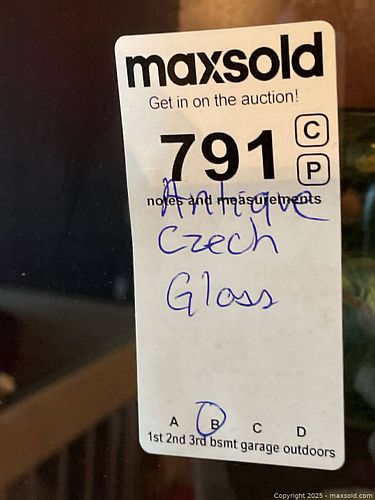 maxsold
Get in on the auction!
791 C
P
notes and measurements
Antique
Czech
Glass
A B C D
1st 2nd 3rd bsmt garage outdoors
Copyright 2025 - maxsold.com